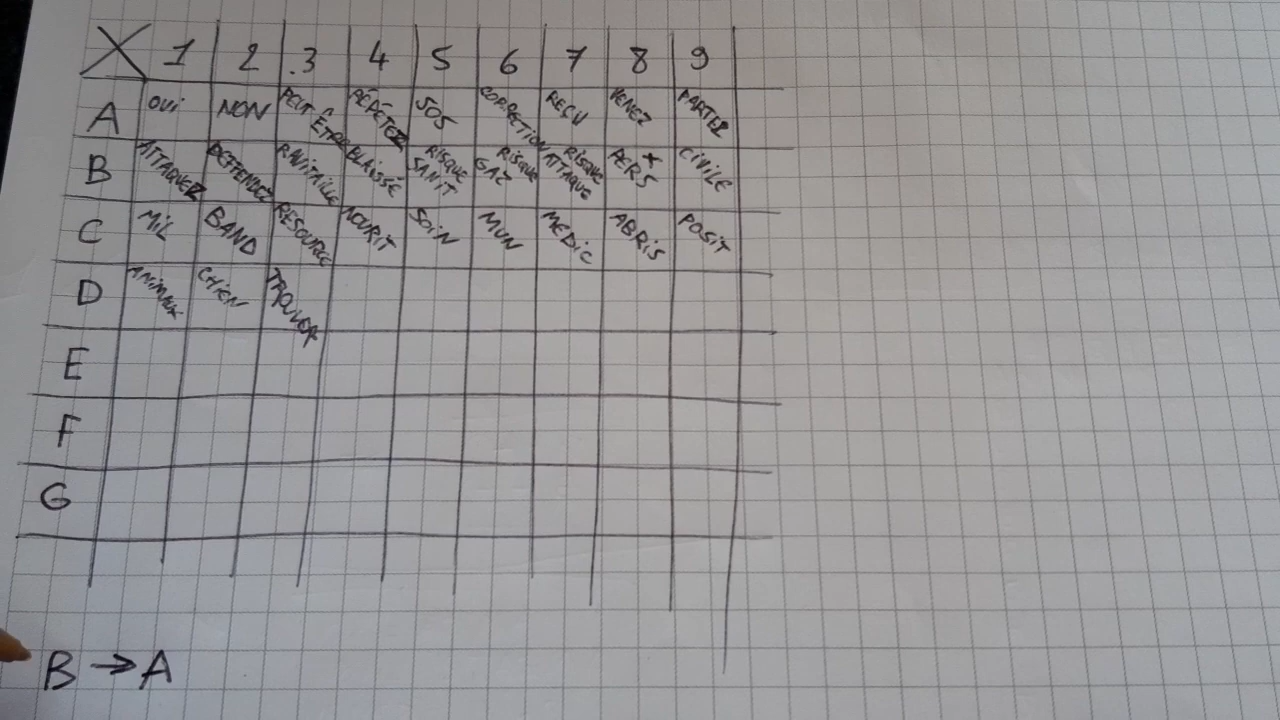 X 1 2 .3 4 5 6 7 8 9
A OUI NON PEUT ÊTRE RÉPÉTEZ SOS CORRECTION REÇU VENEZ PARTEZ
B ATTAQUEZ DEFENDEZ RAVITAILLE BLAISSÉ RISQUE SANIT RISQUE GAZ RISQUE ATTAQUE *PERS CIVILE
C MIL BAND RESOURCE NOURIT SOIN MUN MEDIC ABRIS POSIT
D ANIMAUX CHIEN TROUVER
E
F
G
B → A